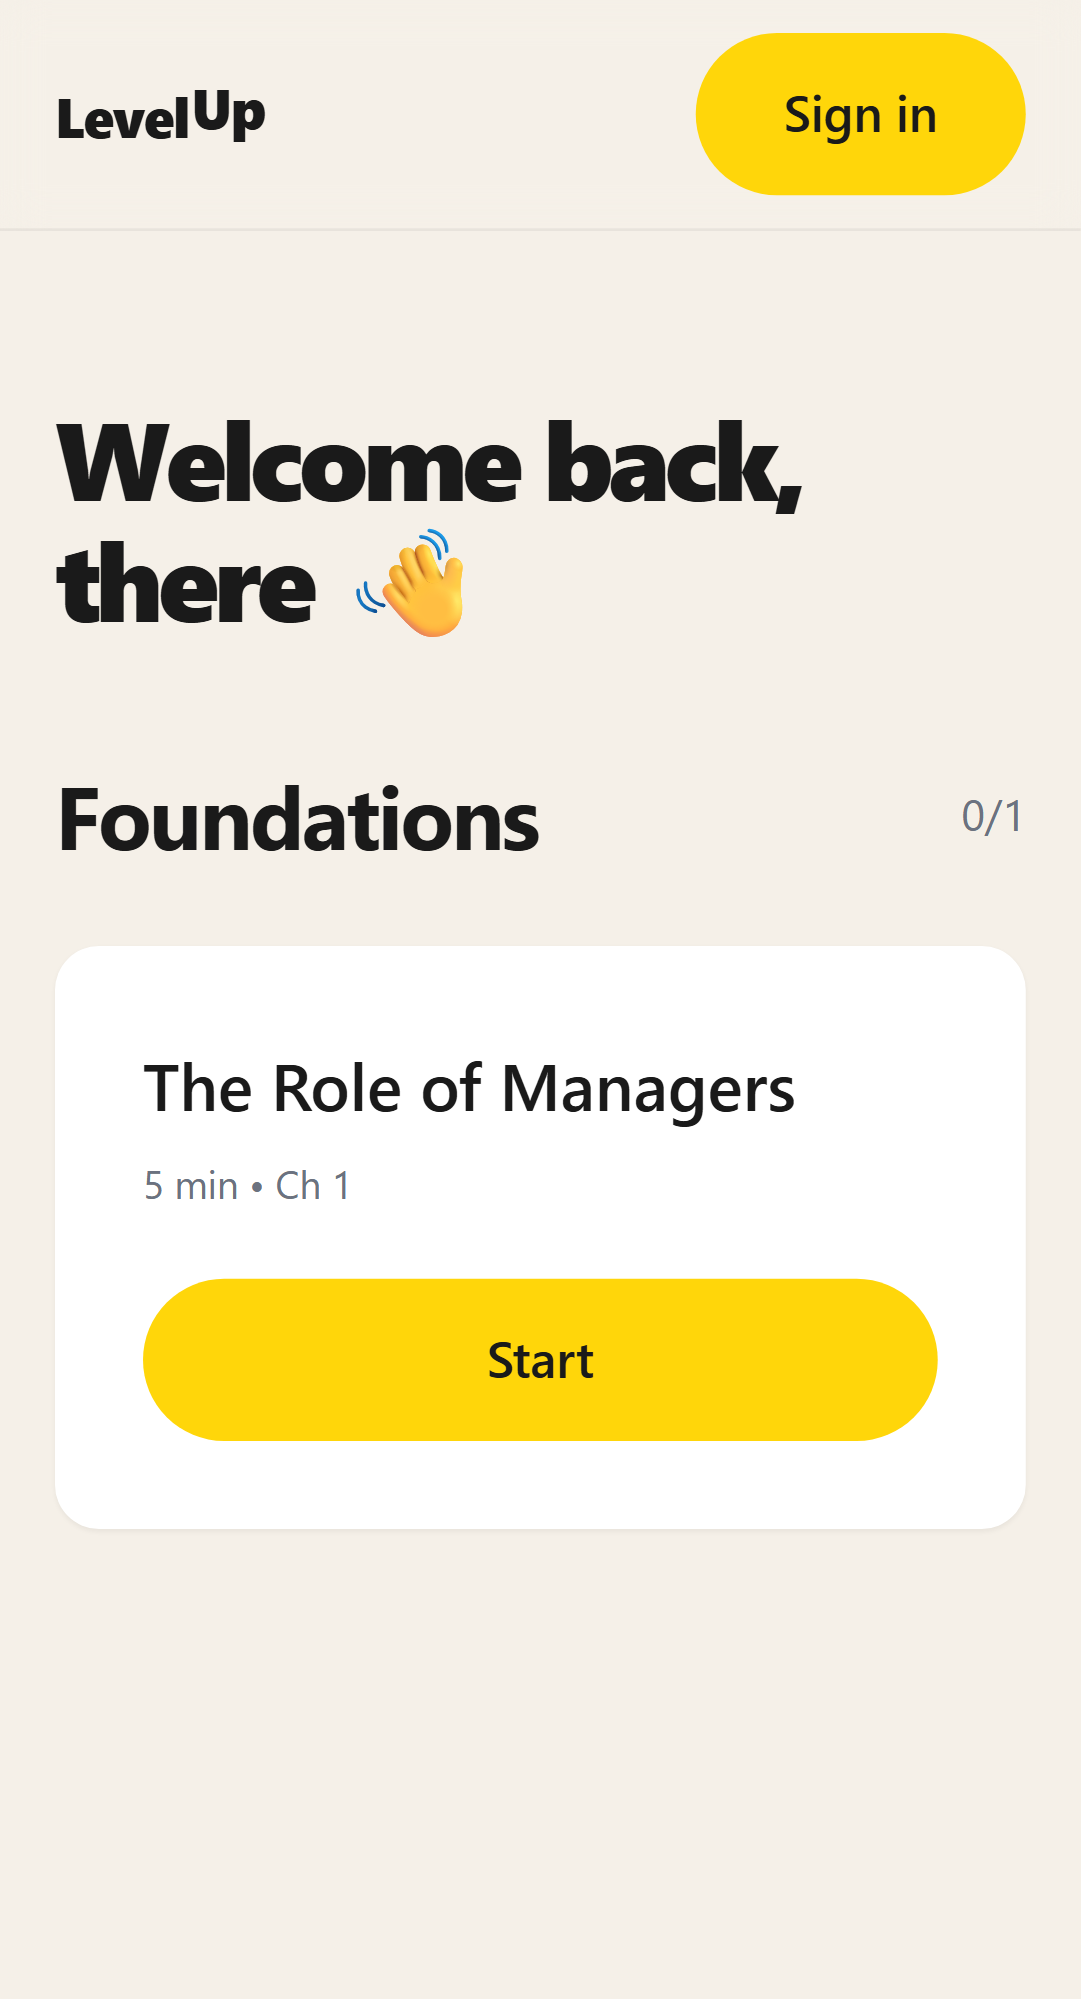 LevelUp
Sign in
Welcome back,
there 👋
Foundations
0/1
The Role of Managers
5 min • Ch 1
Start